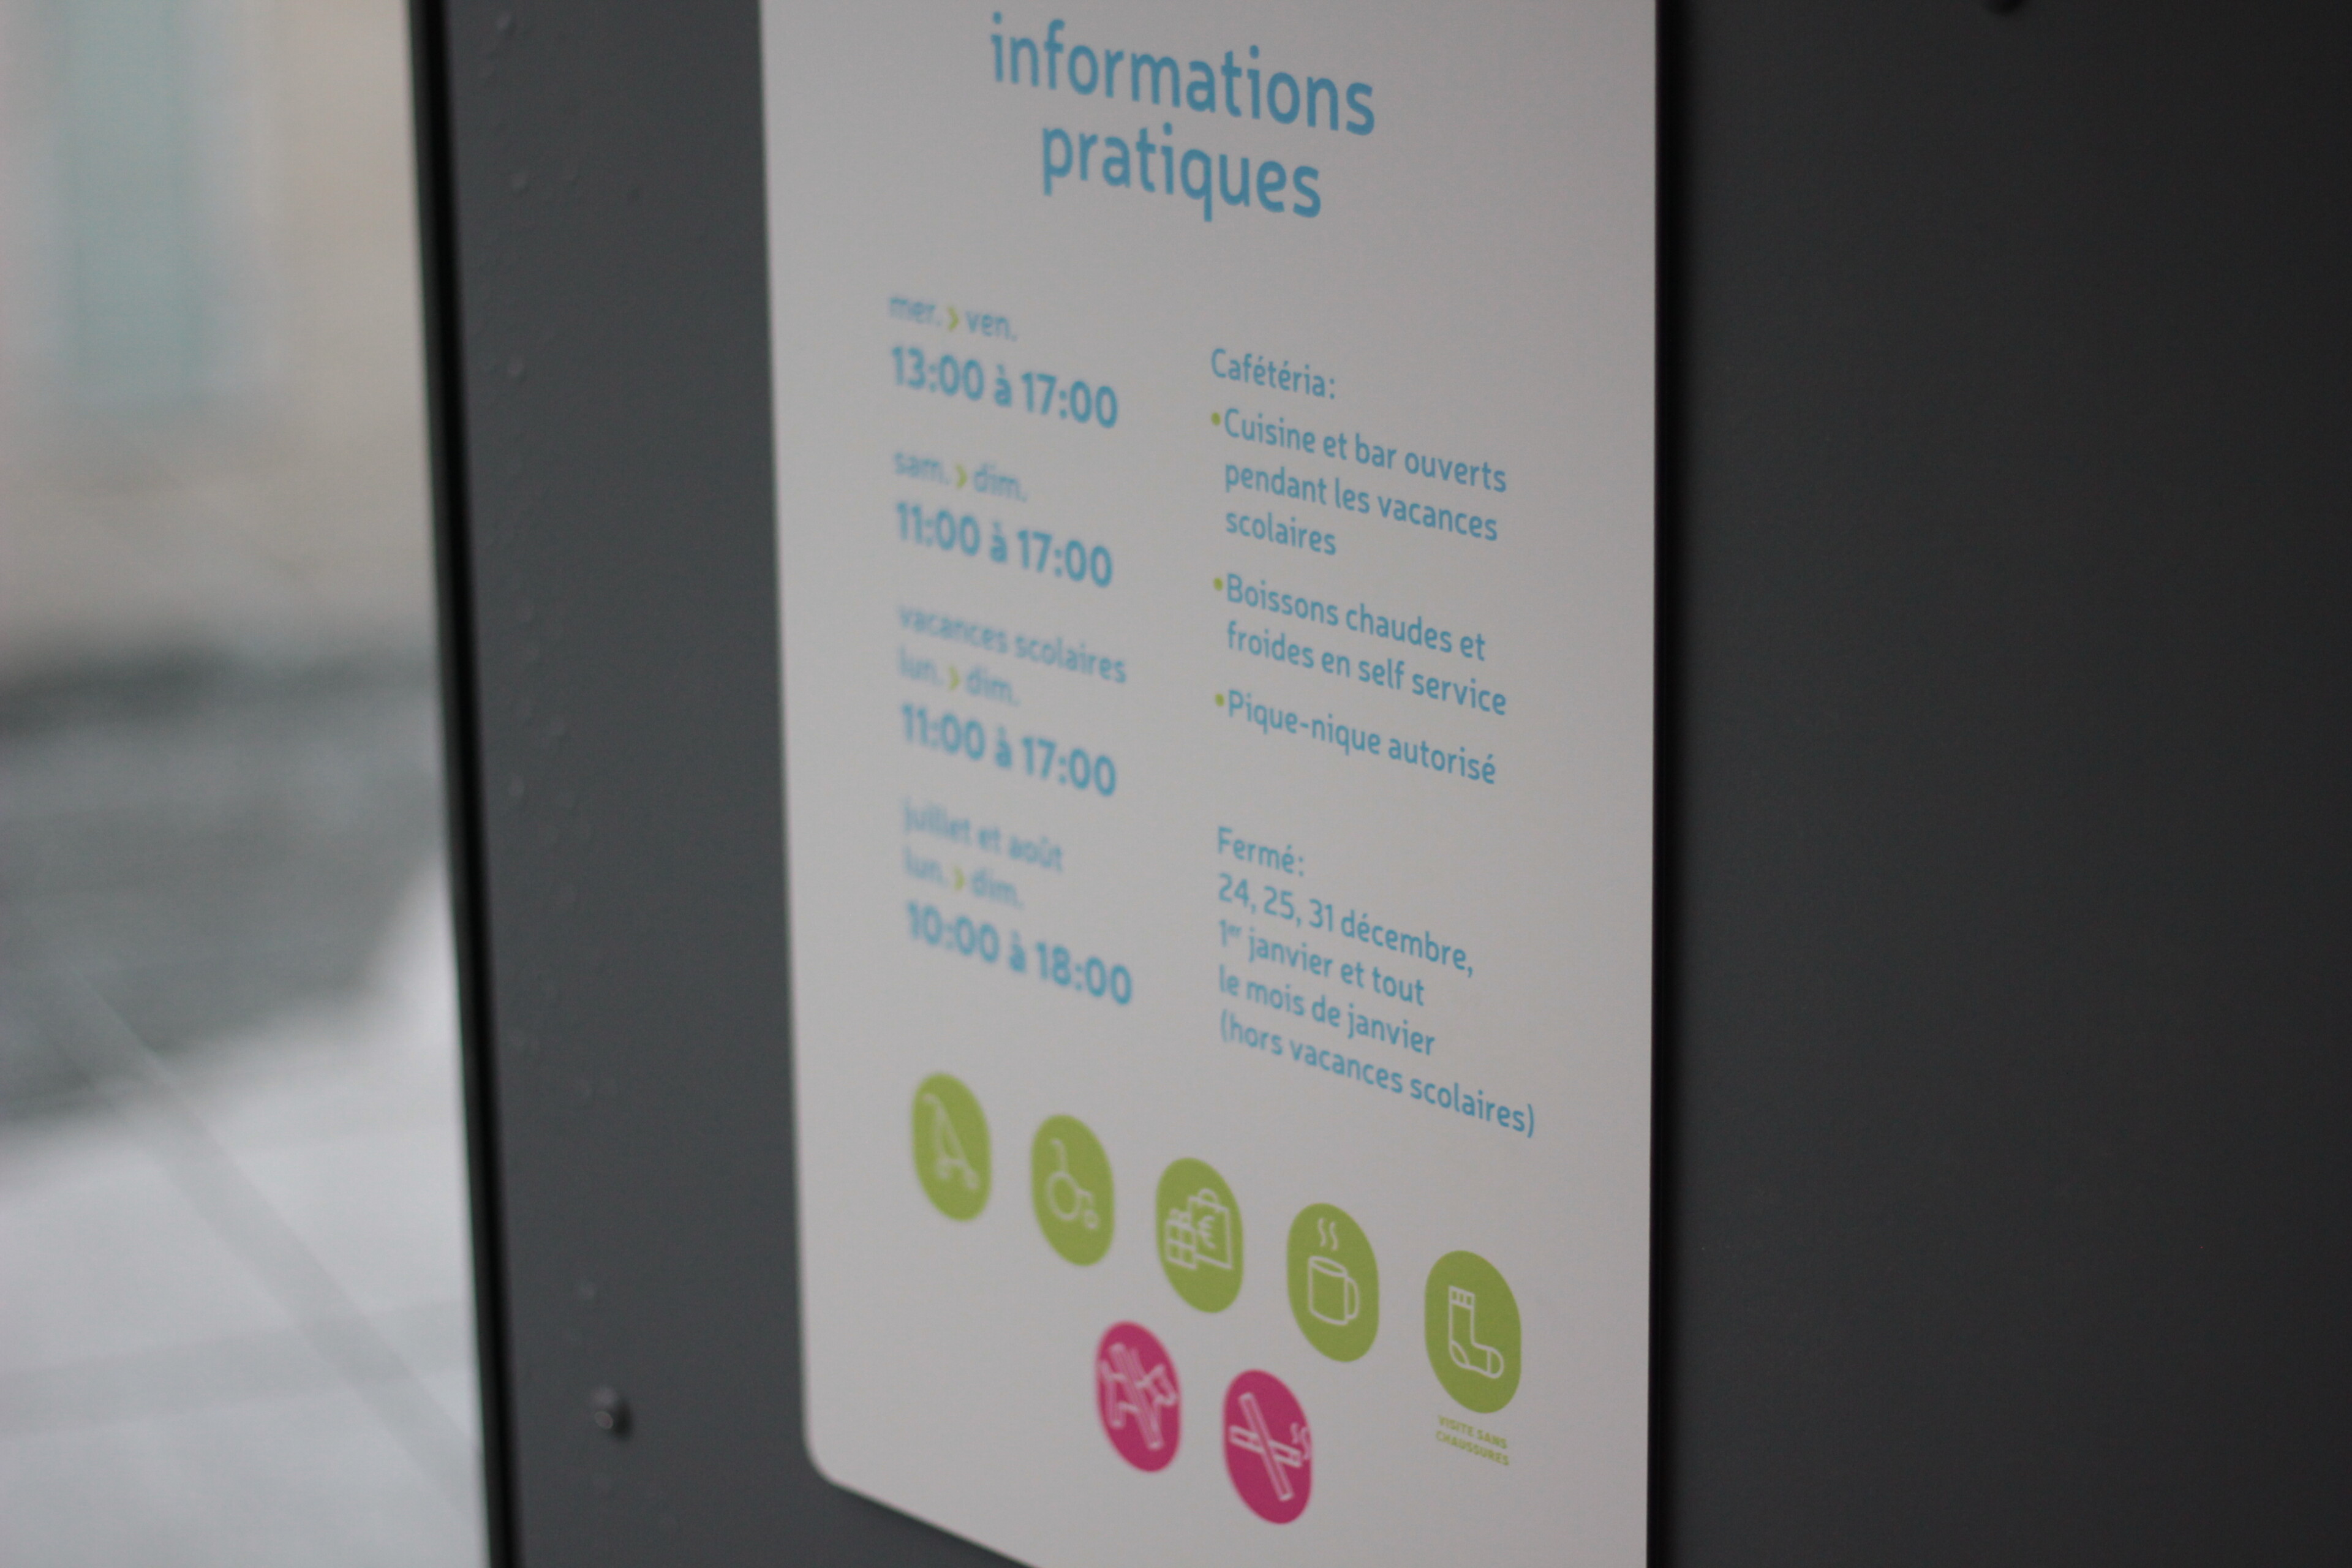 informations
pratiques
mer. › ven.
13:00 à 17:00
sam. › dim.
11:00 à 17:00
vacances scolaires
lun. › dim.
11:00 à 17:00
juillet et août
lun. › dim.
10:00 à 18:00
Cafétéria:
•Cuisine et bar ouverts
pendant les vacances
scolaires
•Boissons chaudes et
froides en self service
•Pique-nique autorisé
Fermé:
24, 25, 31 décembre,
1er janvier et tout
le mois de janvier
(hors vacances scolaires)
€
VISITE SANS
CHAUSSURES